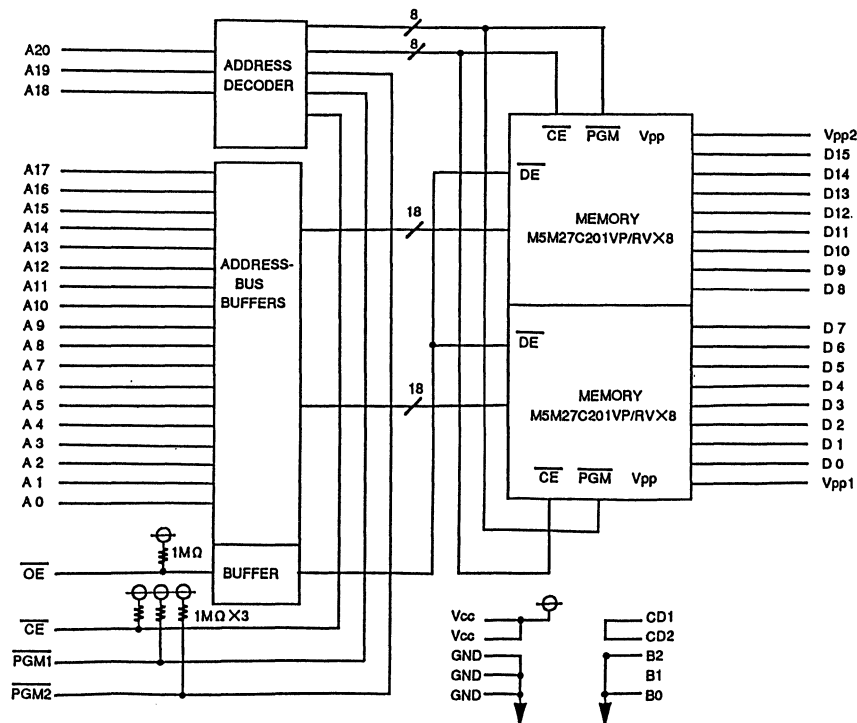 8
8
A20
A19
A18
ADDRESS
DECODER
CE PGM Vpp
DE
MEMORY
M5M27C201VP/RV×8
Vpp2
D15
D14
D13
D12.
D11
D10
D 9
D 8
A17
A16
A15
A14
A13
A12
A11
A10
A 9
A 8
A 7
A 6
A 5
A 4
A 3
A 2
A 1
A 0
ADDRESS-
BUS
BUFFERS
18
18
DE
MEMORY
M5M27C201VP/RV×8
CE PGM Vpp
D 7
D 6
D 5
D 4
D 3
D 2
D 1
D 0
Vpp1
1MΩ
OE
BUFFER
1MΩ×3
CE
PGM1
PGM2
Vcc
Vcc
GND
GND
GND
CD1
CD2
B2
B1
B0